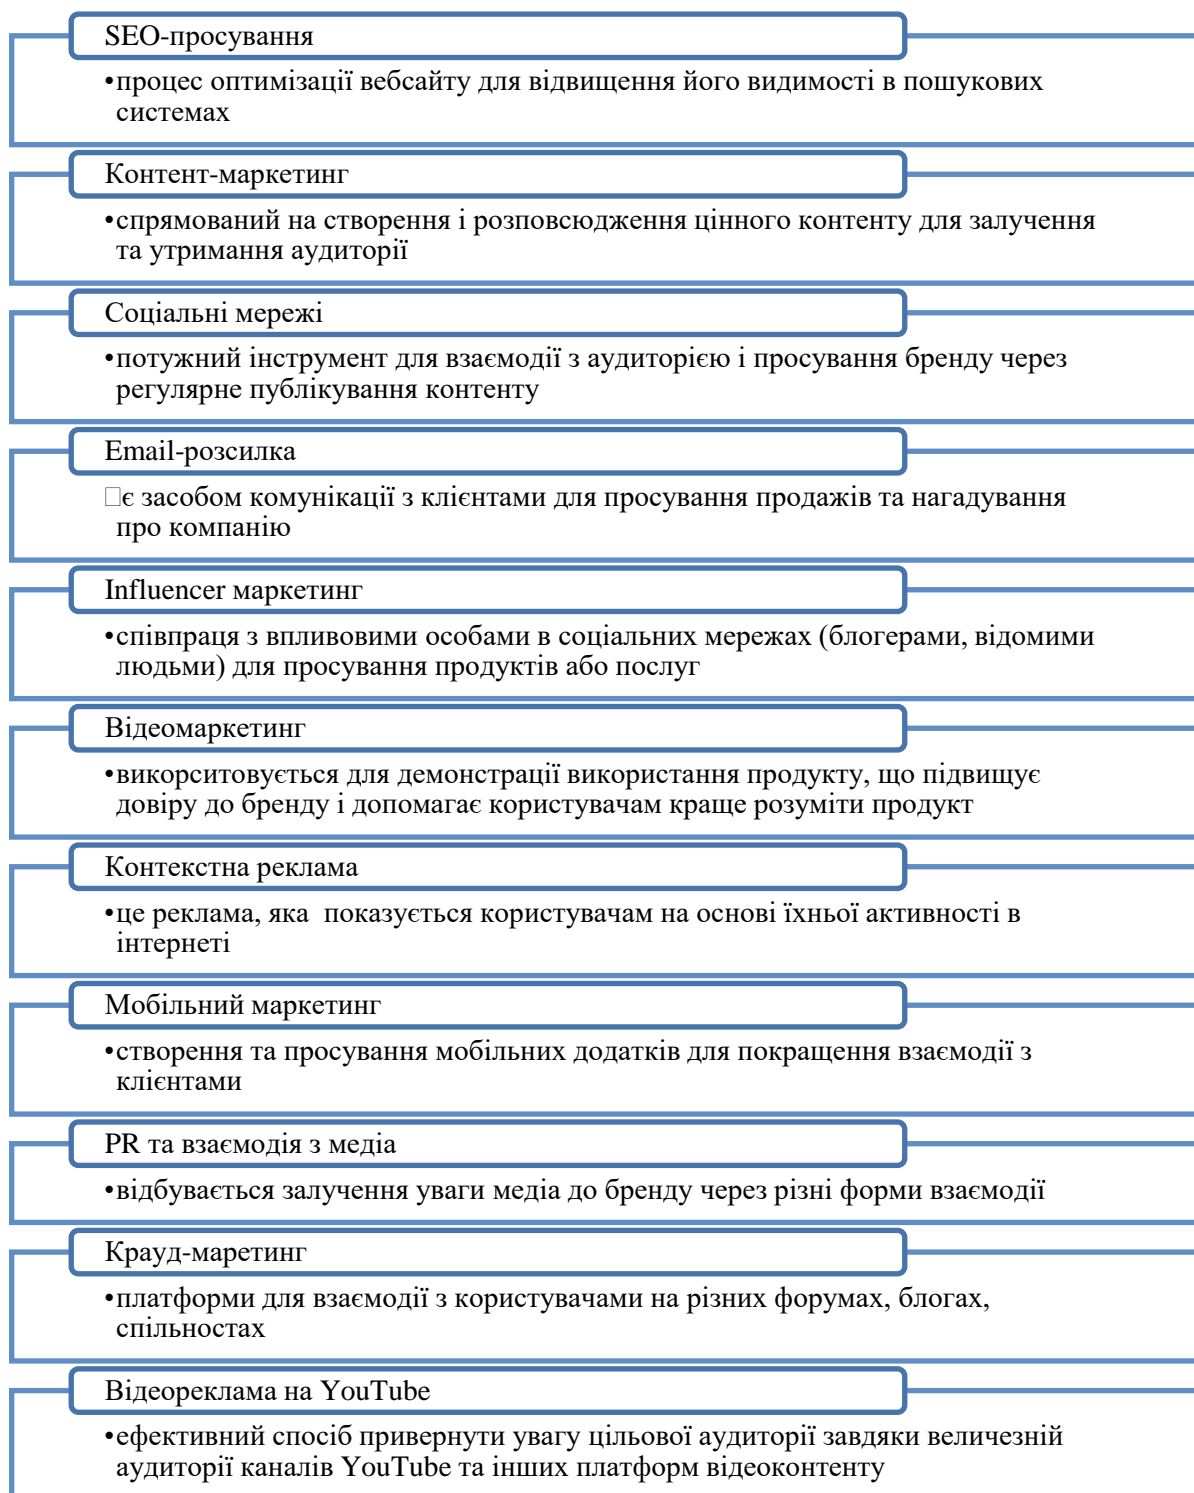 SEO-просування
•процес оптимізації вебсайту для відвищення його видимості в пошукових
системах
Контент-маркетинг
•спрямований на створення і розповсюдження цінного контенту для залучення
та утримання аудиторії
Соціальні мережі
•потужний інструмент для взаємодії з аудиторією і просування бренду через
регулярне публікування контенту
Email-розсилка
□є засобом комунікації з клієнтами для просування продажів та нагадування
про компанію
Influencer маркетинг
•співпраця з впливовими особами в соціальних мережах (блогерами, відомими
людьми) для просування продуктів або послуг
Відеомаркетинг
•викорситовується для демонстрації використання продукту, що підвищує
довіру до бренду і допомагає користувачам краще розуміти продукт
Контекстна реклама
•це реклама, яка  показується користувачам на основі їхньої активності в
інтернеті
Мобільний маркетинг
•створення та просування мобільних додатків для покращення взаємодії з
клієнтами
PR та взаємодія з медіа
•відбувається залучення уваги медіа до бренду через різні форми взаємодії
Крауд-маретинг
•платформи для взаємодії з користувачами на різних форумах, блогах,
спільностах
Відеореклама на YouTube
•ефективний спосіб привернути увагу цільової аудиторії завдяки величезній
аудиторії каналів YouTube та інших платформ відеоконтенту